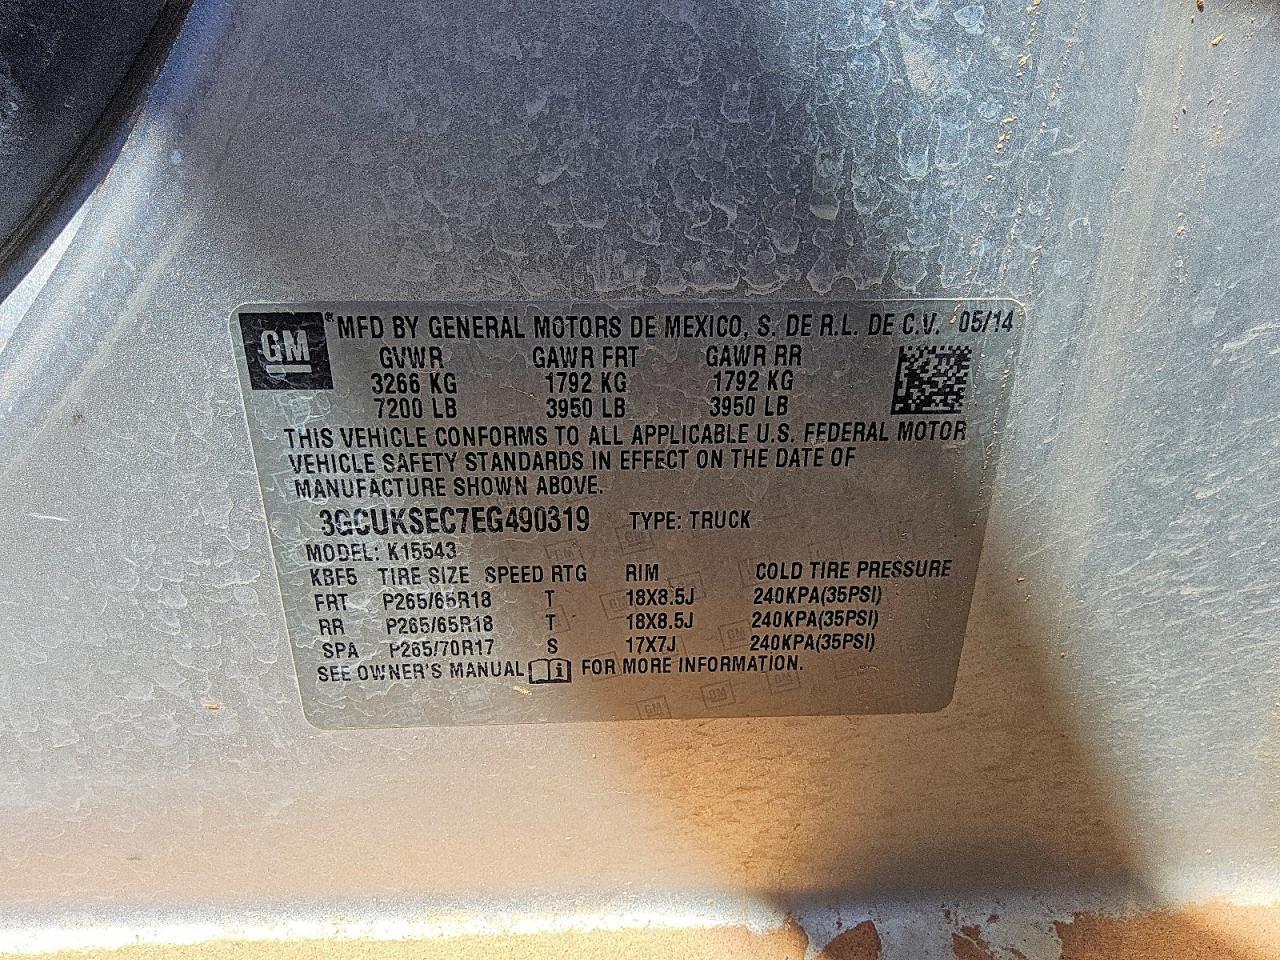 GM® MFD BY GENERAL MOTORS DE MEXICO, S. DE R.L. DE C.V. 05/14
GVWR GAWR FRT GAWR RR
3266 KG 1792 KG 1792 KG
7200 LB 3950 LB 3950 LB
THIS VEHICLE CONFORMS TO ALL APPLICABLE U.S. FEDERAL MOTOR
VEHICLE SAFETY STANDARDS IN EFFECT ON THE DATE OF
MANUFACTURE SHOWN ABOVE.
3GCUKSEC7EG490319 TYPE: TRUCK
MODEL: K15543
KBF5 TIRE SIZE SPEED RTG RIM COLD TIRE PRESSURE
FRT P265/65R18 T 18X8.5J 240KPA(35PSI)
RR P265/65R18 T 18X8.5J 240KPA(35PSI)
SPA P265/70R17 S 17X7J 240KPA(35PSI)
SEE OWNER'S MANUAL i FOR MORE INFORMATION.